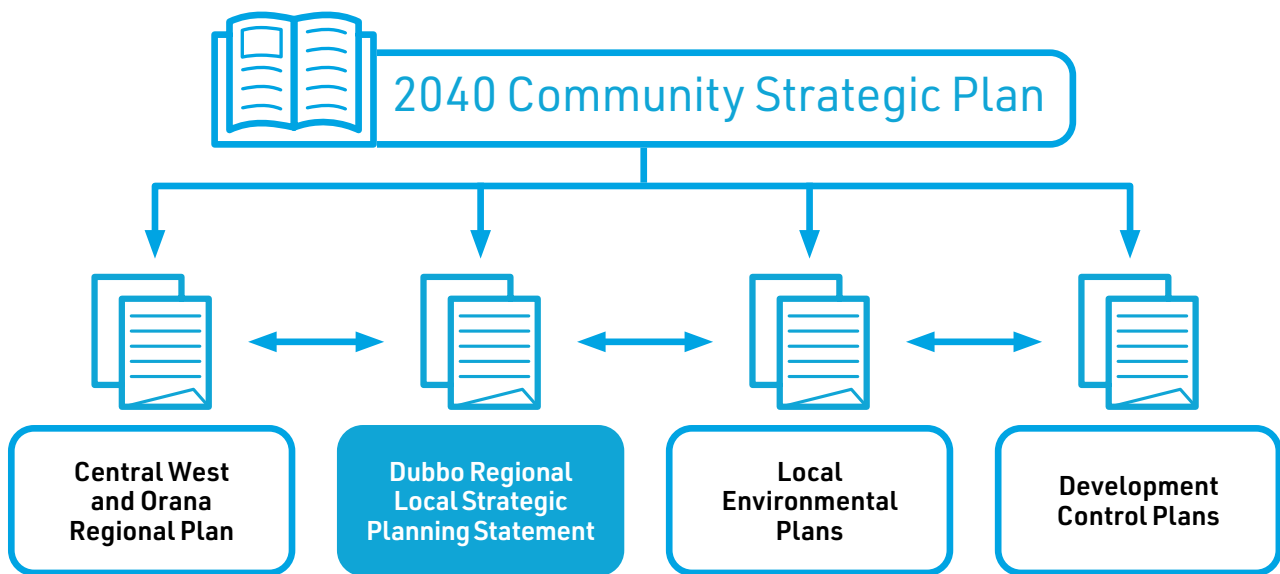 2040 Community Strategic Plan
Central West
and Orana
Regional Plan
Dubbo Regional
Local Strategic
Planning Statement
Local
Environmental
Plans
Development
Control Plans